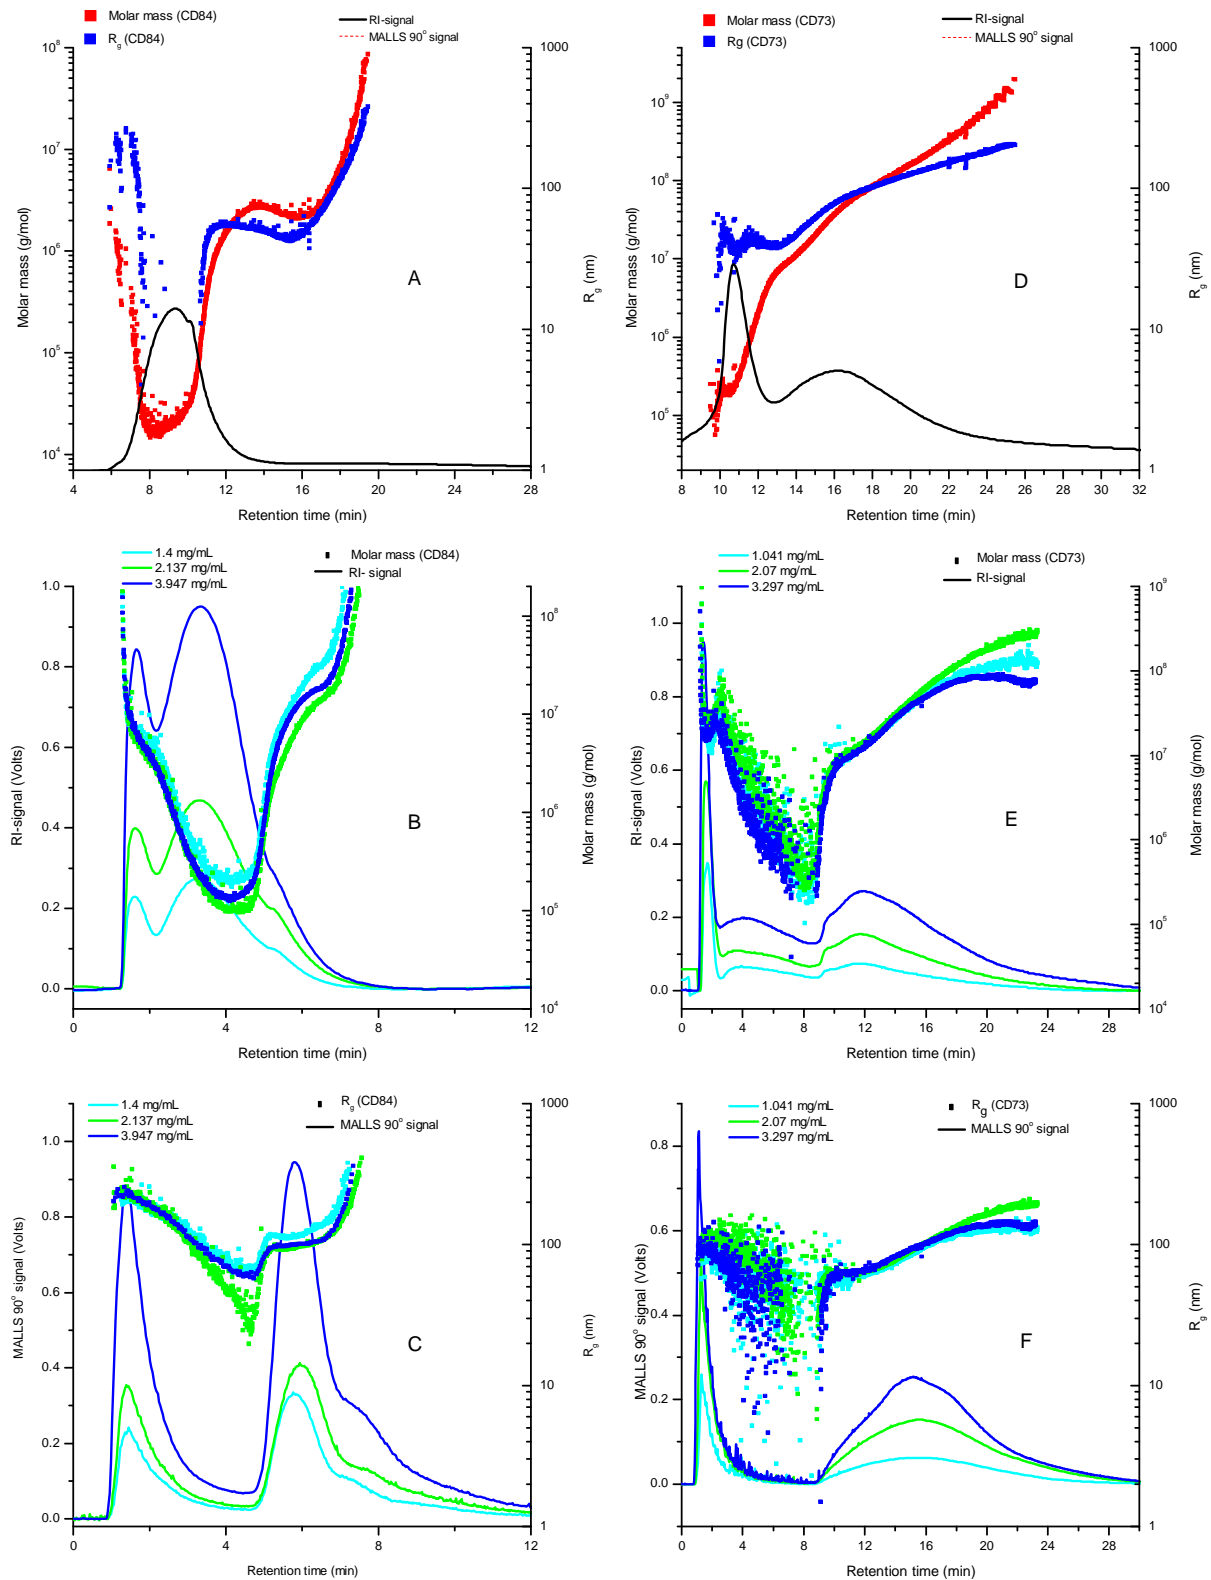 Molar mass (CD84)
R_g (CD84)
RI-signal
MALLS 90° signal
10^8
10^7
10^6
10^5
10^4
Molar mass (g/mol)
1000
100
10
1
R_g (nm)
A
4 8 12 16 20 24 28
Retention time (min)
Molar mass (CD73)
Rg (CD73)
RI-signal
MALLS 90° signal
10^9
10^8
10^7
10^6
10^5
Molar mass (g/mol)
1000
100
10
1
R_g (nm)
D
8 10 12 14 16 18 20 22 24 26 28 30 32
Retention time (min)
1.4 mg/mL
2.137 mg/mL
3.947 mg/mL
Molar mass (CD84)
RI- signal
1.0
0.8
0.6
0.4
0.2
0.0
RI-signal (Volts)
10^8
10^7
10^6
10^5
10^4
Molar mass (g/mol)
B
0 4 8 12
Retention time (min)
1.041 mg/mL
2.07 mg/mL
3.297 mg/mL
Molar mass (CD73)
RI-signal
1.0
0.8
0.6
0.4
0.2
0.0
RI-signal (Volts)
10^9
10^8
10^7
10^6
10^5
10^4
Molar mass (g/mol)
E
0 4 8 12 16 20 24 28
Retention time (min)
1.4 mg/mL
2.137 mg/mL
3.947 mg/mL
R_g (CD84)
MALLS 90° signal
1.0
0.8
0.6
0.4
0.2
0.0
MALLS 90° signal (Volts)
1000
100
10
1
R_g (nm)
C
0 4 8 12
Retention time (min)
1.041 mg/mL
2.07 mg/mL
3.297 mg/mL
R_g (CD73)
MALLS 90° signal
0.8
0.6
0.4
0.2
0.0
MALLS 90° signal (Volts)
1000
100
10
1
R_g (nm)
F
0 4 8 12 16 20 24 28
Retention time (min)